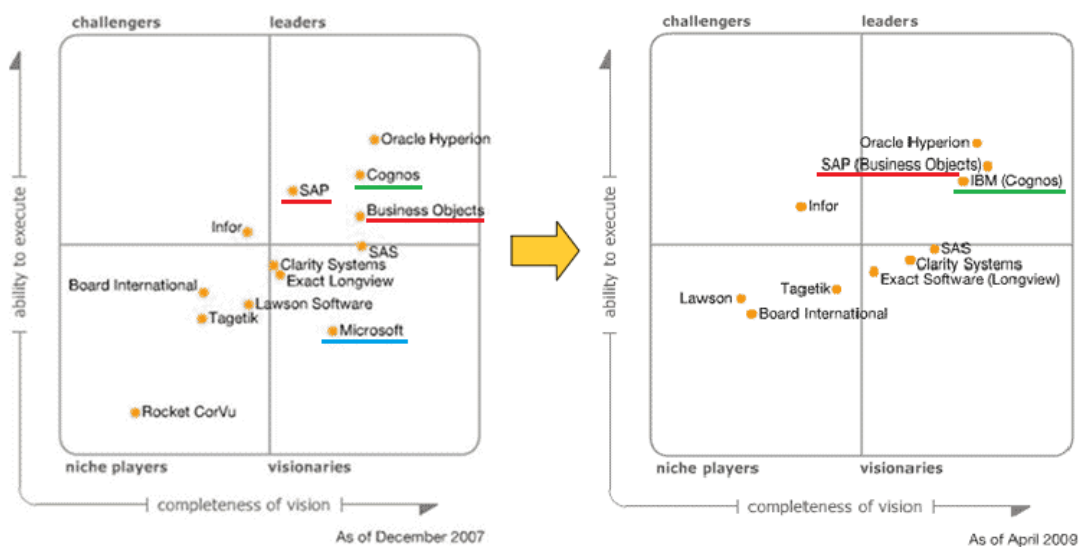 challengers
leaders
ability to execute
Oracle Hyperion
Cognos
SAP
Business Objects
Infor
SAS
Clarity Systems
Exact Longview
Board International
Lawson Software
Tagetik
Microsoft
Rocket CorVu
niche players
visionaries
completeness of vision
As of December 2007
challengers
leaders
ability to execute
Oracle Hyperion
SAP (Business Objects)
IBM (Cognos)
Infor
SAS
Clarity Systems
Exact Software (Longview)
Tagetik
Lawson
Board International
niche players
visionaries
completeness of vision
As of April 2009